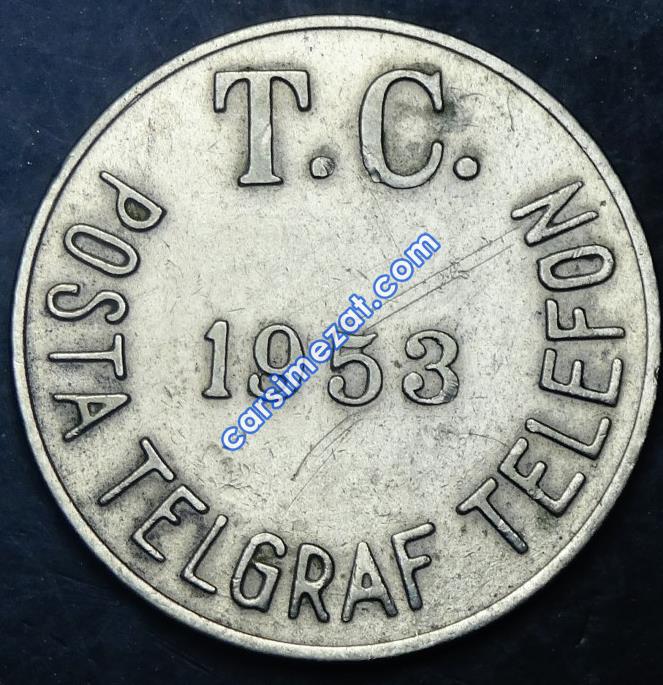 T.C.
1953
POSTA TELGRAF TELEFON
carsimezat.com